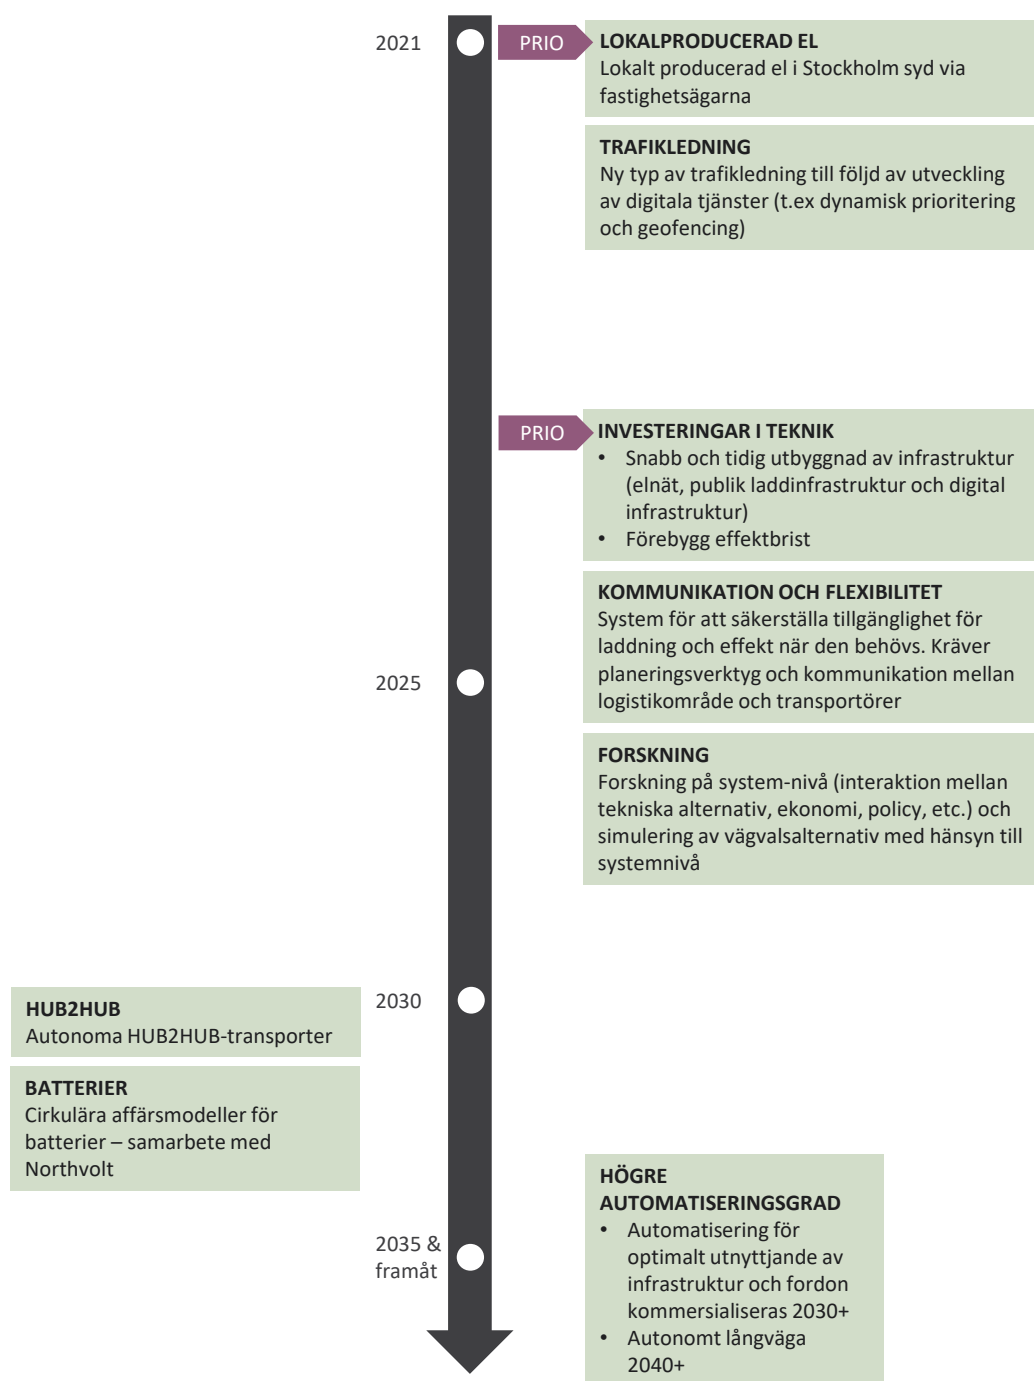 2021
PRIO
LOKALPRODUCERAD EL
Lokalt producerad el i Stockholm syd via
fastighetsägarna
TRAFIKLEDNING
Ny typ av trafikledning till följd av utveckling
av digitala tjänster (t.ex dynamisk prioritering
och geofencing)
PRIO
INVESTERINGAR I TEKNIK
• Snabb och tidig utbyggnad av infrastruktur
(elnät, publik laddinfrastruktur och digital
infrastruktur)
• Förebygg effektbrist
KOMMUNIKATION OCH FLEXIBILITET
System för att säkerställa tillgänglighet för
laddning och effekt när den behövs. Kräver
planeringsverktyg och kommunikation mellan
logistikområde och transportörer
2025
FORSKNING
Forskning på system-nivå (interaktion mellan
tekniska alternativ, ekonomi, policy, etc.) och
simulering av vägvalsalternativ med hänsyn till
systemnivå
2030
HUB2HUB
Autonoma HUB2HUB-transporter
BATTERIER
Cirkulära affärsmodeller för
batterier – samarbete med
Northvolt
2035 &
framåt
HÖGRE
AUTOMATISERINGSGRAD
• Automatisering för
optimalt utnyttjande av
infrastruktur och fordon
kommersialiseras 2030+
• Autonomt långväga
2040+